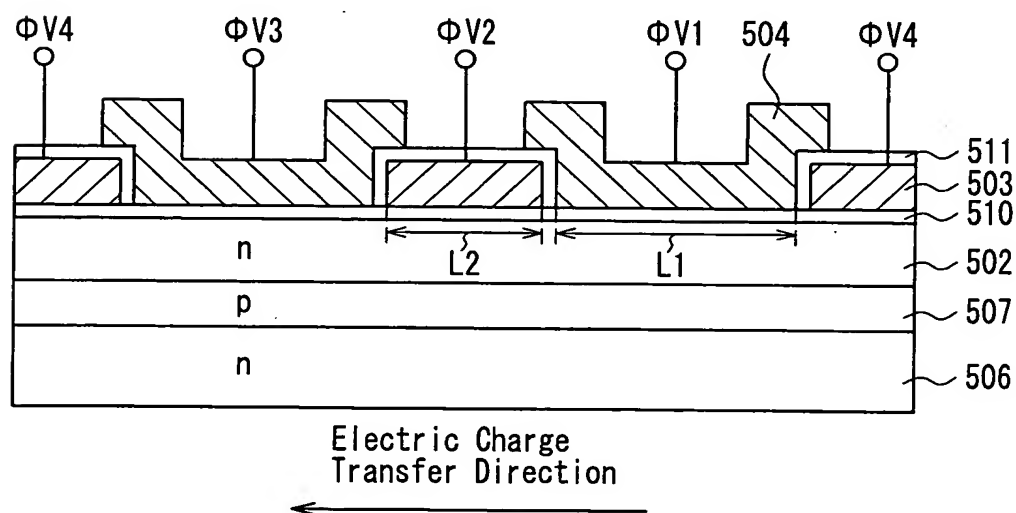 ΦV4 ΦV3 ΦV2 ΦV1 504 ΦV4
511
503
510
n L2 L1 502
p 507
n 506
Electric Charge
Transfer Direction